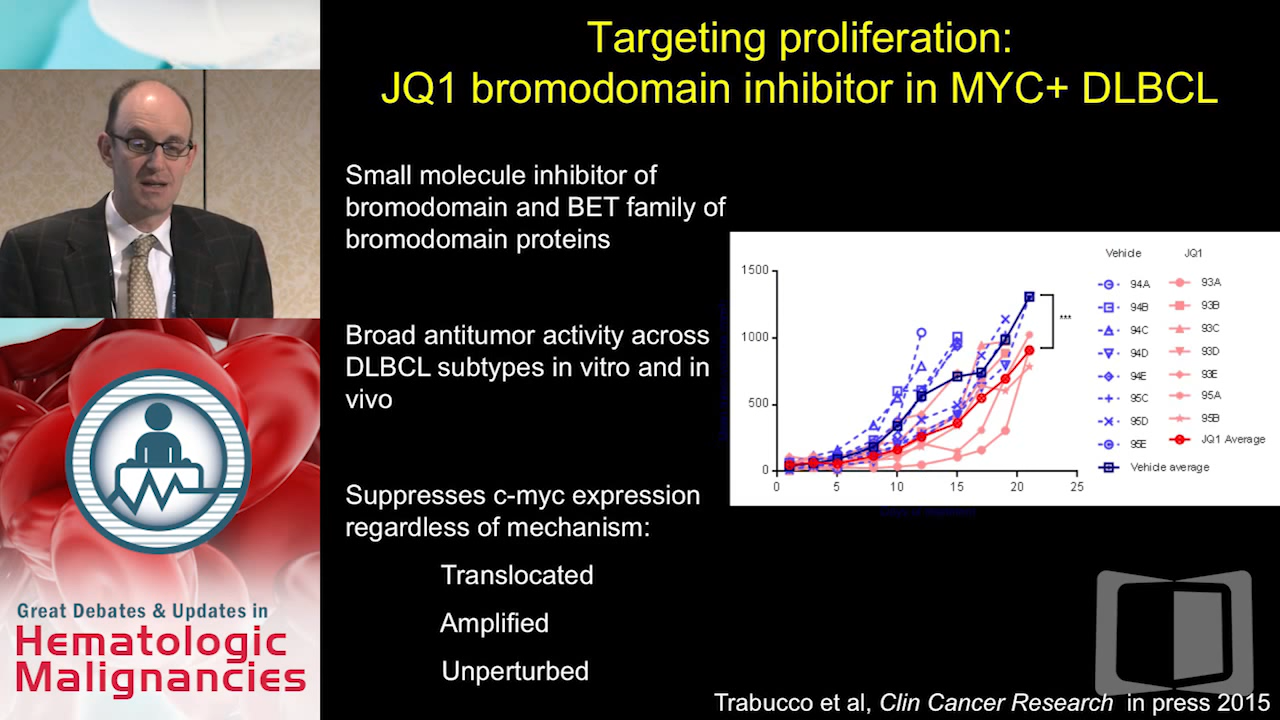 Targeting proliferation:
JQ1 bromodomain inhibitor in MYC+ DLBCL
Small molecule inhibitor of
bromodomain and BET family of
bromodomain proteins
Broad antitumor activity across
DLBCL subtypes in vitro and in
vivo
Suppresses c-myc expression
regardless of mechanism:
Translocated
Amplified
Unperturbed
Vehicle
JQ1
1500
1000
500
0
0
5
10
15
20
25
***
94A
94B
94C
94D
94E
95C
95D
95E
Vehicle average
93A
93B
93C
93D
93E
95A
95B
JQ1 Average
Trabucco et al, Clin Cancer Research in press 2015
Great Debates & Updates in
Hematologic
Malignancies